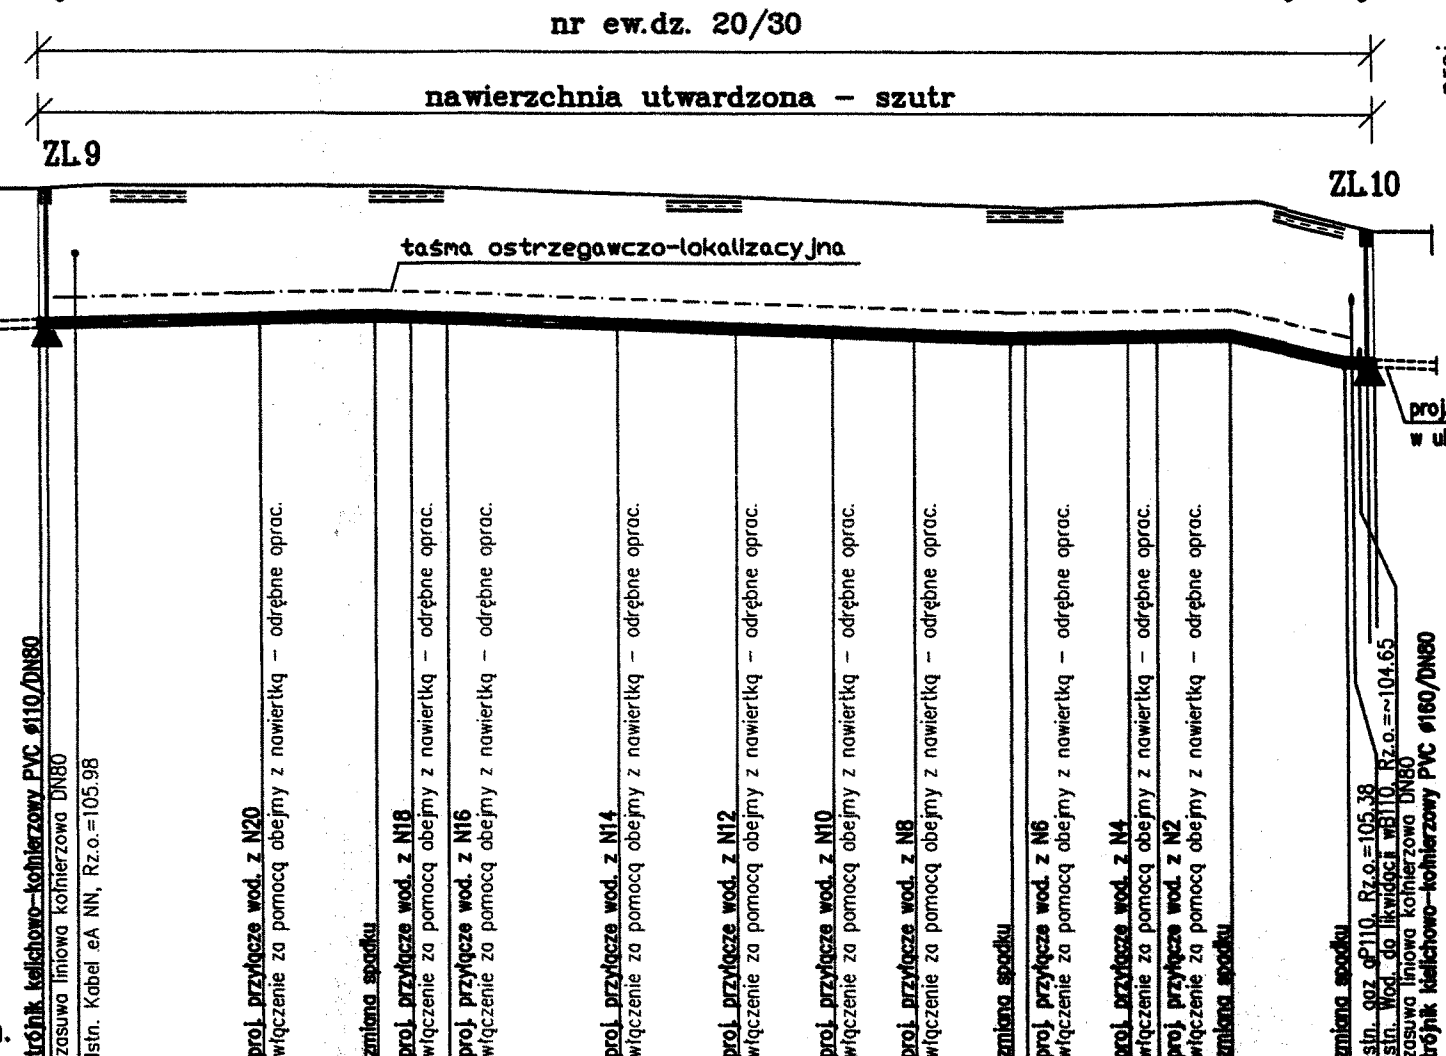 nr ew.dz. 20/30
nawierzchnia utwardzona – szutr
ZL.9
ZL.10
taśma ostrzegawczo-lokalizacyjna
proj.
w ul
trójnik kielichowo-kołnierzowy PVC ø110/DN80
zasuwa liniowa kołnierzowa DN80
Istn. Kabel eA NN, Rz.o.=105.98
proj. przyłącze wod. z N20
włączenie za pomocą obejmy z nawiertką – odrębne oprac.
zmiana spadku
proj. przyłącze wod. z N18
włączenie za pomocą obejmy z nawiertką – odrębne oprac.
proj. przyłącze wod. z N16
włączenie za pomocą obejmy z nawiertką – odrębne oprac.
proj. przyłącze wod. z N14
włączenie za pomocą obejmy z nawiertką – odrębne oprac.
proj. przyłącze wod. z N12
włączenie za pomocą obejmy z nawiertką – odrębne oprac.
proj. przyłącze wod. z N10
włączenie za pomocą obejmy z nawiertką – odrębne oprac.
proj. przyłącze wod. z N8
włączenie za pomocą obejmy z nawiertką – odrębne oprac.
zmiana spadku
proj. przyłącze wod. z N6
włączenie za pomocą obejmy z nawiertką – odrębne oprac.
proj. przyłącze wod. z N4
włączenie za pomocą obejmy z nawiertką – odrębne oprac.
proj. przyłącze wod. z N2
włączenie za pomocą obejmy z nawiertką – odrębne oprac.
zmiana spadku
zmiana spadku
stn. gaz gP110, Rz.o.=105.38
stn. Wod. do likwidacji wB110, Rz.o.=~104.65
zasuwa liniowa kołnierzowa DN80
trójnik kielichowo-kołnierzowy PVC ø160/DN80